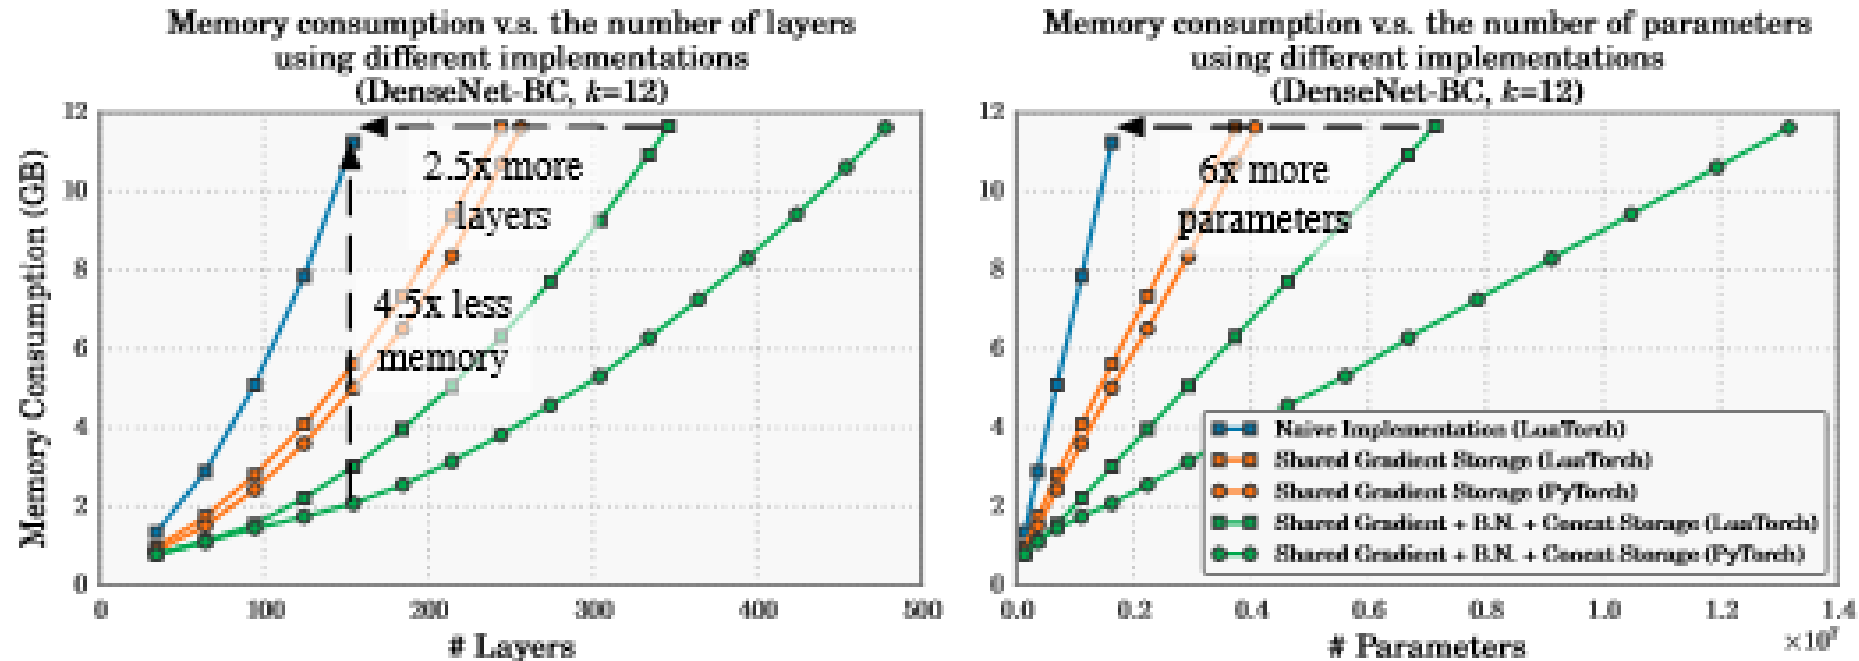 Memory consumption v.s. the number of layers
using different implementations
(DenseNet-BC, k=12)
12
10
8
6
4
2
0
Memory Consumption (GB)
2.5x more
layers
4.5x less
memory
0 100 200 300 400 500
# Layers
Memory consumption v.s. the number of parameters
using different implementations
(DenseNet-BC, k=12)
12
10
8
6
4
2
0
6x more
parameters
Naive Implementation (LuaTorch)
Shared Gradient Storage (LuaTorch)
Shared Gradient Storage (PyTorch)
Shared Gradient + B.N. + Concat Storage (LuaTorch)
Shared Gradient + B.N. + Concat Storage (PyTorch)
0.0 0.2 0.4 0.6 0.8 1.0 1.2 1.4
×10⁷
# Parameters